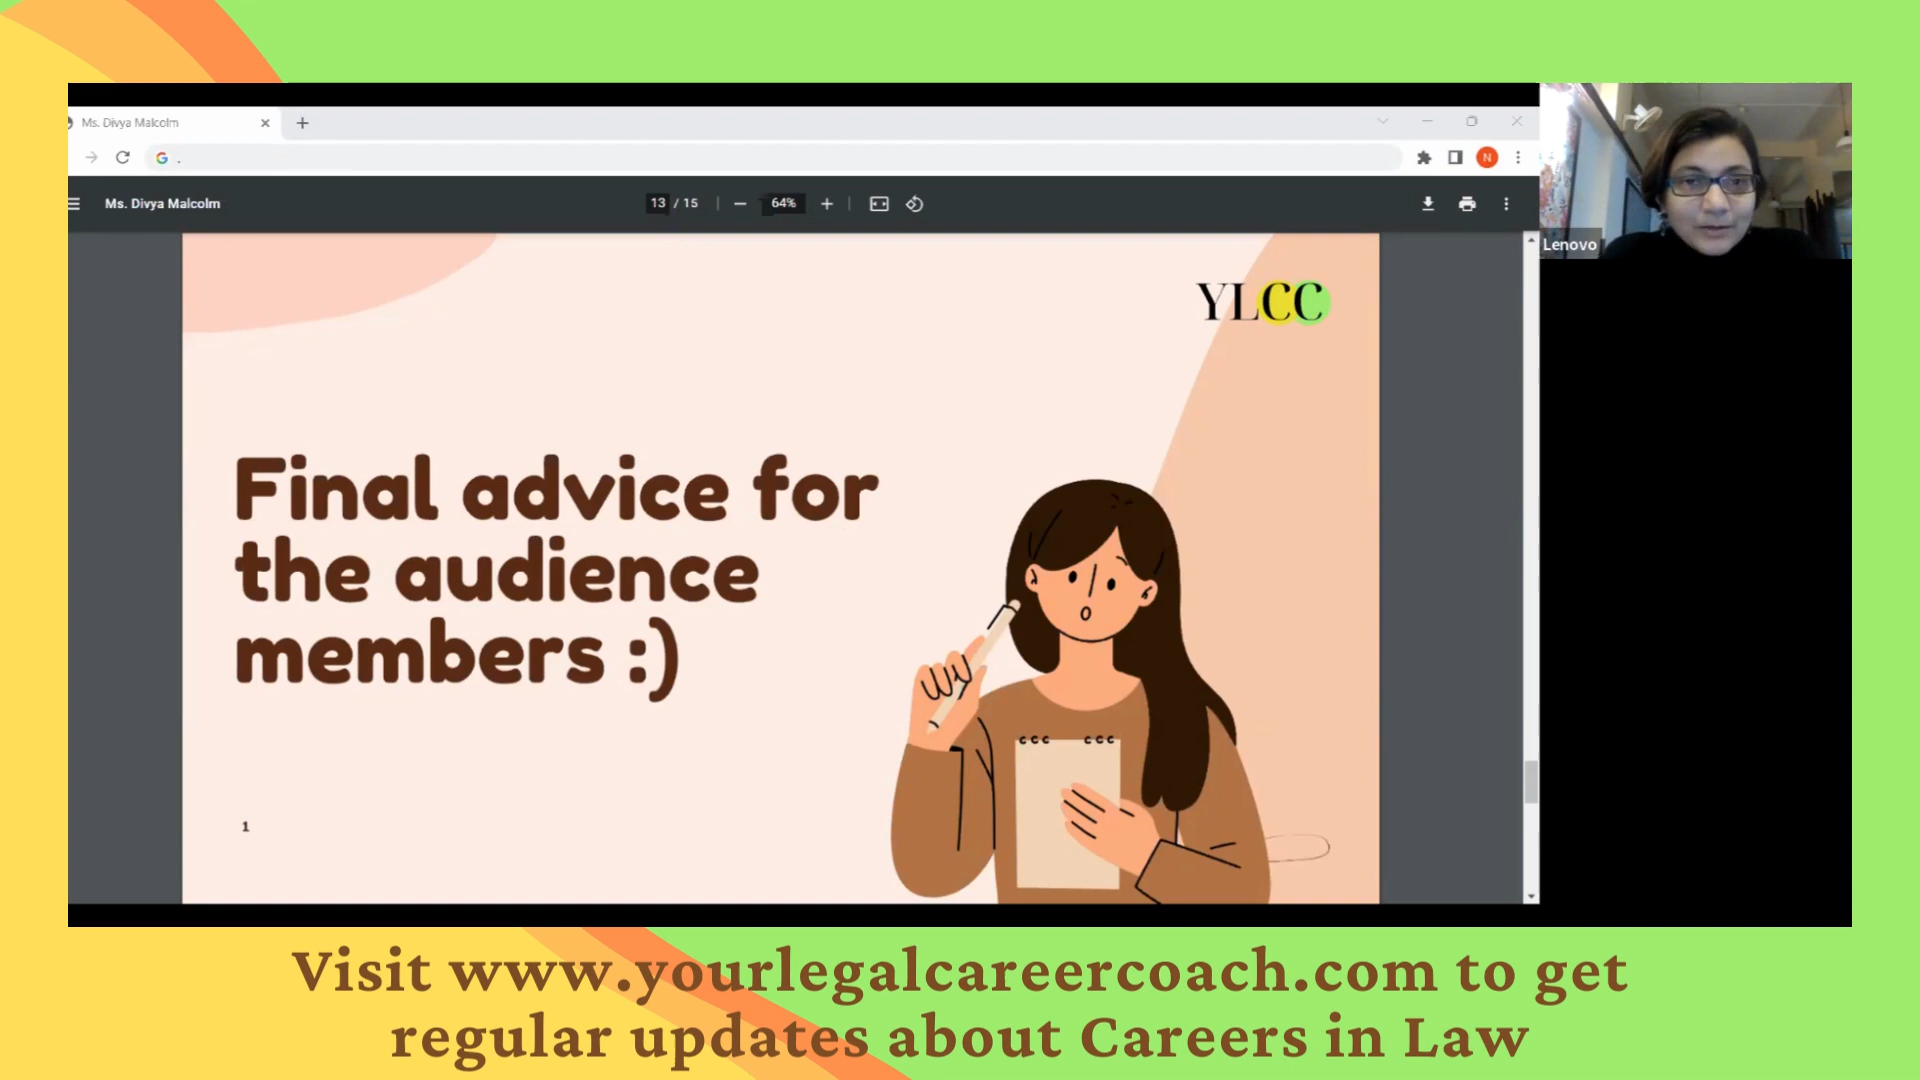 Ms. Divya Malcolm
.
Ms. Divya Malcolm
13 / 15
64%
N
Lenovo
YLCC
Final advice for
the audience
members :)
1
Visit www.yourlegalcareercoach.com to get
regular updates about Careers in Law